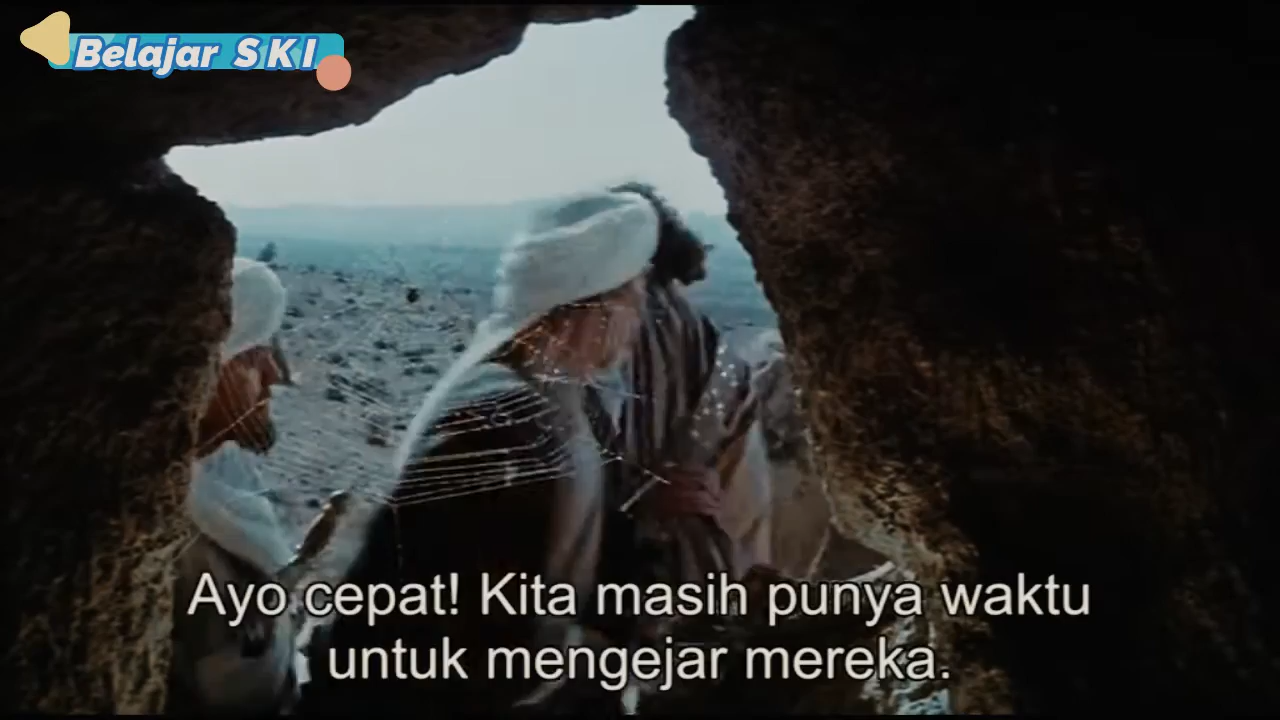 Belajar SKI
Ayo cepat! Kita masih punya waktu
untuk mengejar mereka.